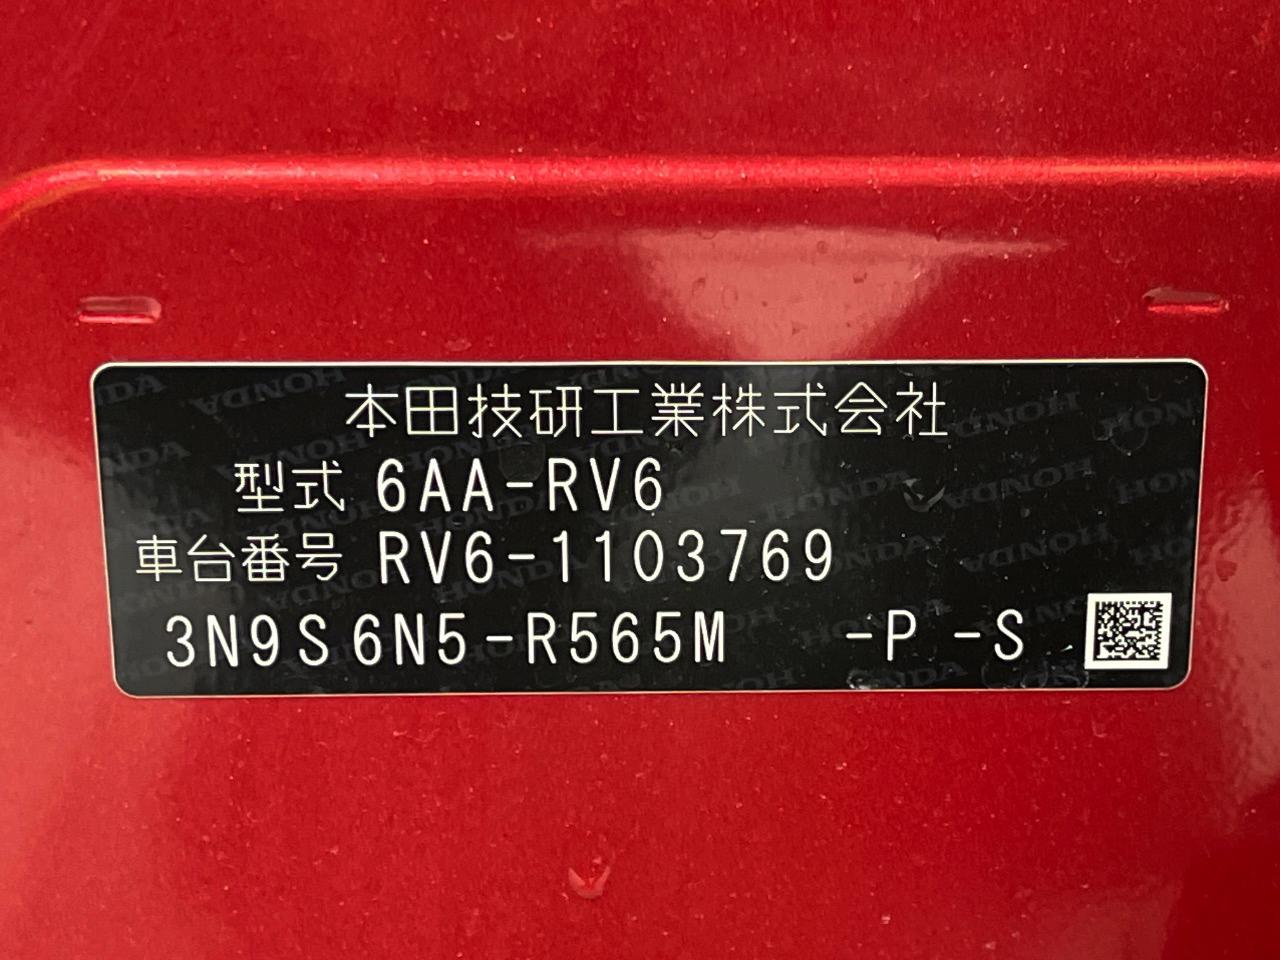 本田技研工業株式会社
型式 6AA-RV6
車台番号 RV6-1103769
3N9S6N5-R565M -P -S